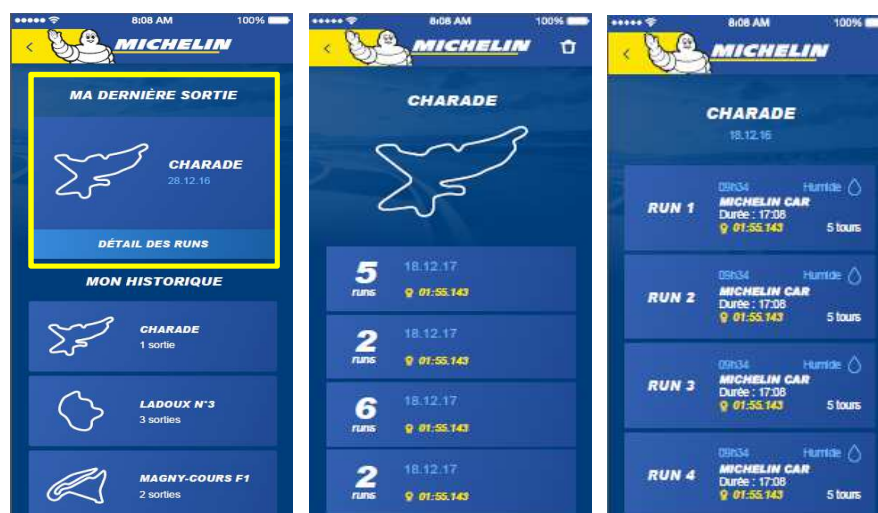 8:08 AM 100%
MICHELIN
MA DERNIÈRE SORTIE
CHARADE
28.12.16
DÉTAIL DES RUNS
MON HISTORIQUE
CHARADE
1 sortie
LADOUX N°3
3 sorties
MAGNY-COURS F1
2 sorties
8:08 AM 100%
MICHELIN
CHARADE
5 18.12.17
runs 01:55.143
2 18.12.17
runs 01:55.143
6 18.12.17
runs 01:55.143
2 18.12.17
runs 01:55.143
8:08 AM 100%
MICHELIN
CHARADE
18.12.16
09h34 Humide
MICHELIN CAR
RUN 1 Durée : 17:08
01:55.143 5 tours
09h34 Humide
MICHELIN CAR
RUN 2 Durée : 17:08
01:55.143 5 tours
09h34 Humide
MICHELIN CAR
RUN 3 Durée : 17:08
01:55.143 5 tours
09h34 Humide
MICHELIN CAR
RUN 4 Durée : 17:08
01:55.143 5 tours